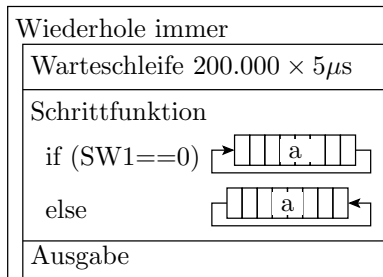 Wiederhole immer
Warteschleife 200.000 × 5µs
Schrittfunktion
if (SW1==0) a
else a
Ausgabe